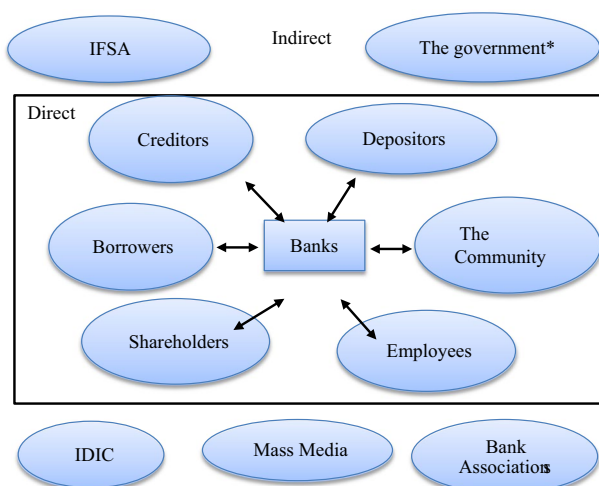 IFSA
Indirect
The government*
Direct
Creditors
Depositors
Borrowers
Banks
The
Community
Shareholders
Employees
IDIC
Mass Media
Bank
Associations